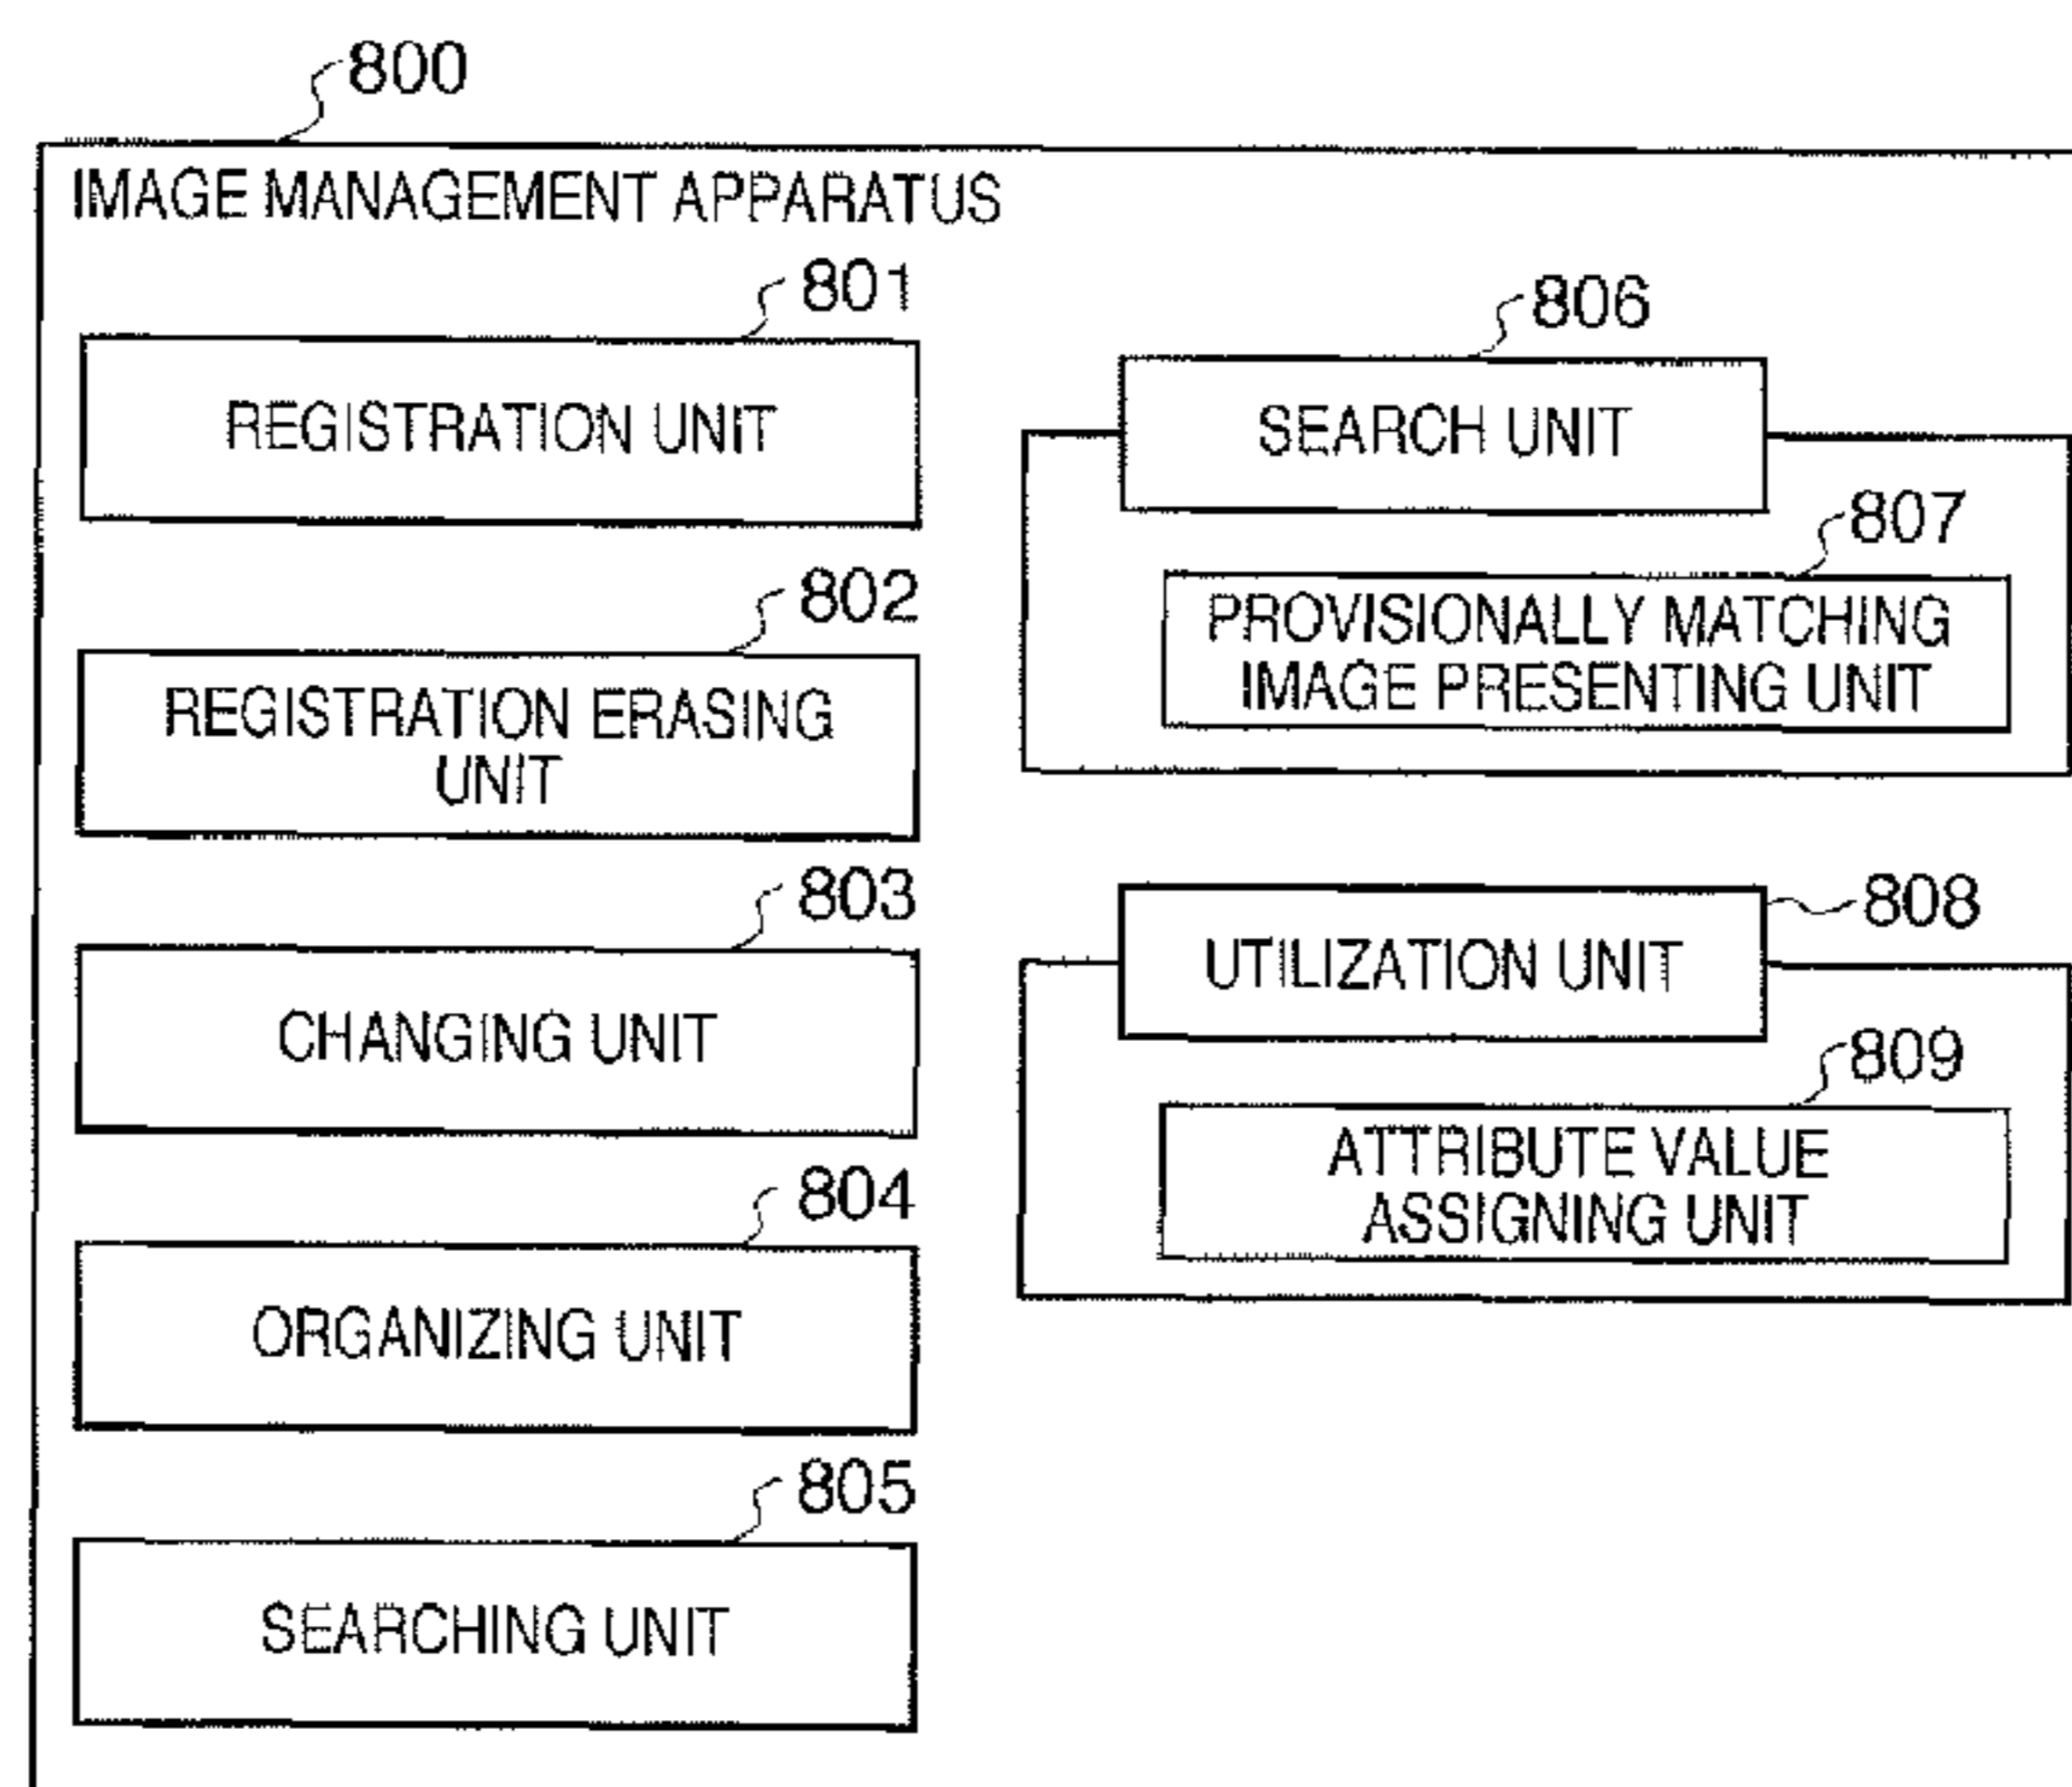 800
IMAGE MANAGEMENT APPARATUS
801
REGISTRATION UNIT
802
REGISTRATION ERASING
UNIT
803
CHANGING UNIT
804
ORGANIZING UNIT
805
SEARCHING UNIT
806
SEARCH UNIT
807
PROVISIONALLY MATCHING
IMAGE PRESENTING UNIT
808
UTILIZATION UNIT
809
ATTRIBUTE VALUE
ASSIGNING UNIT